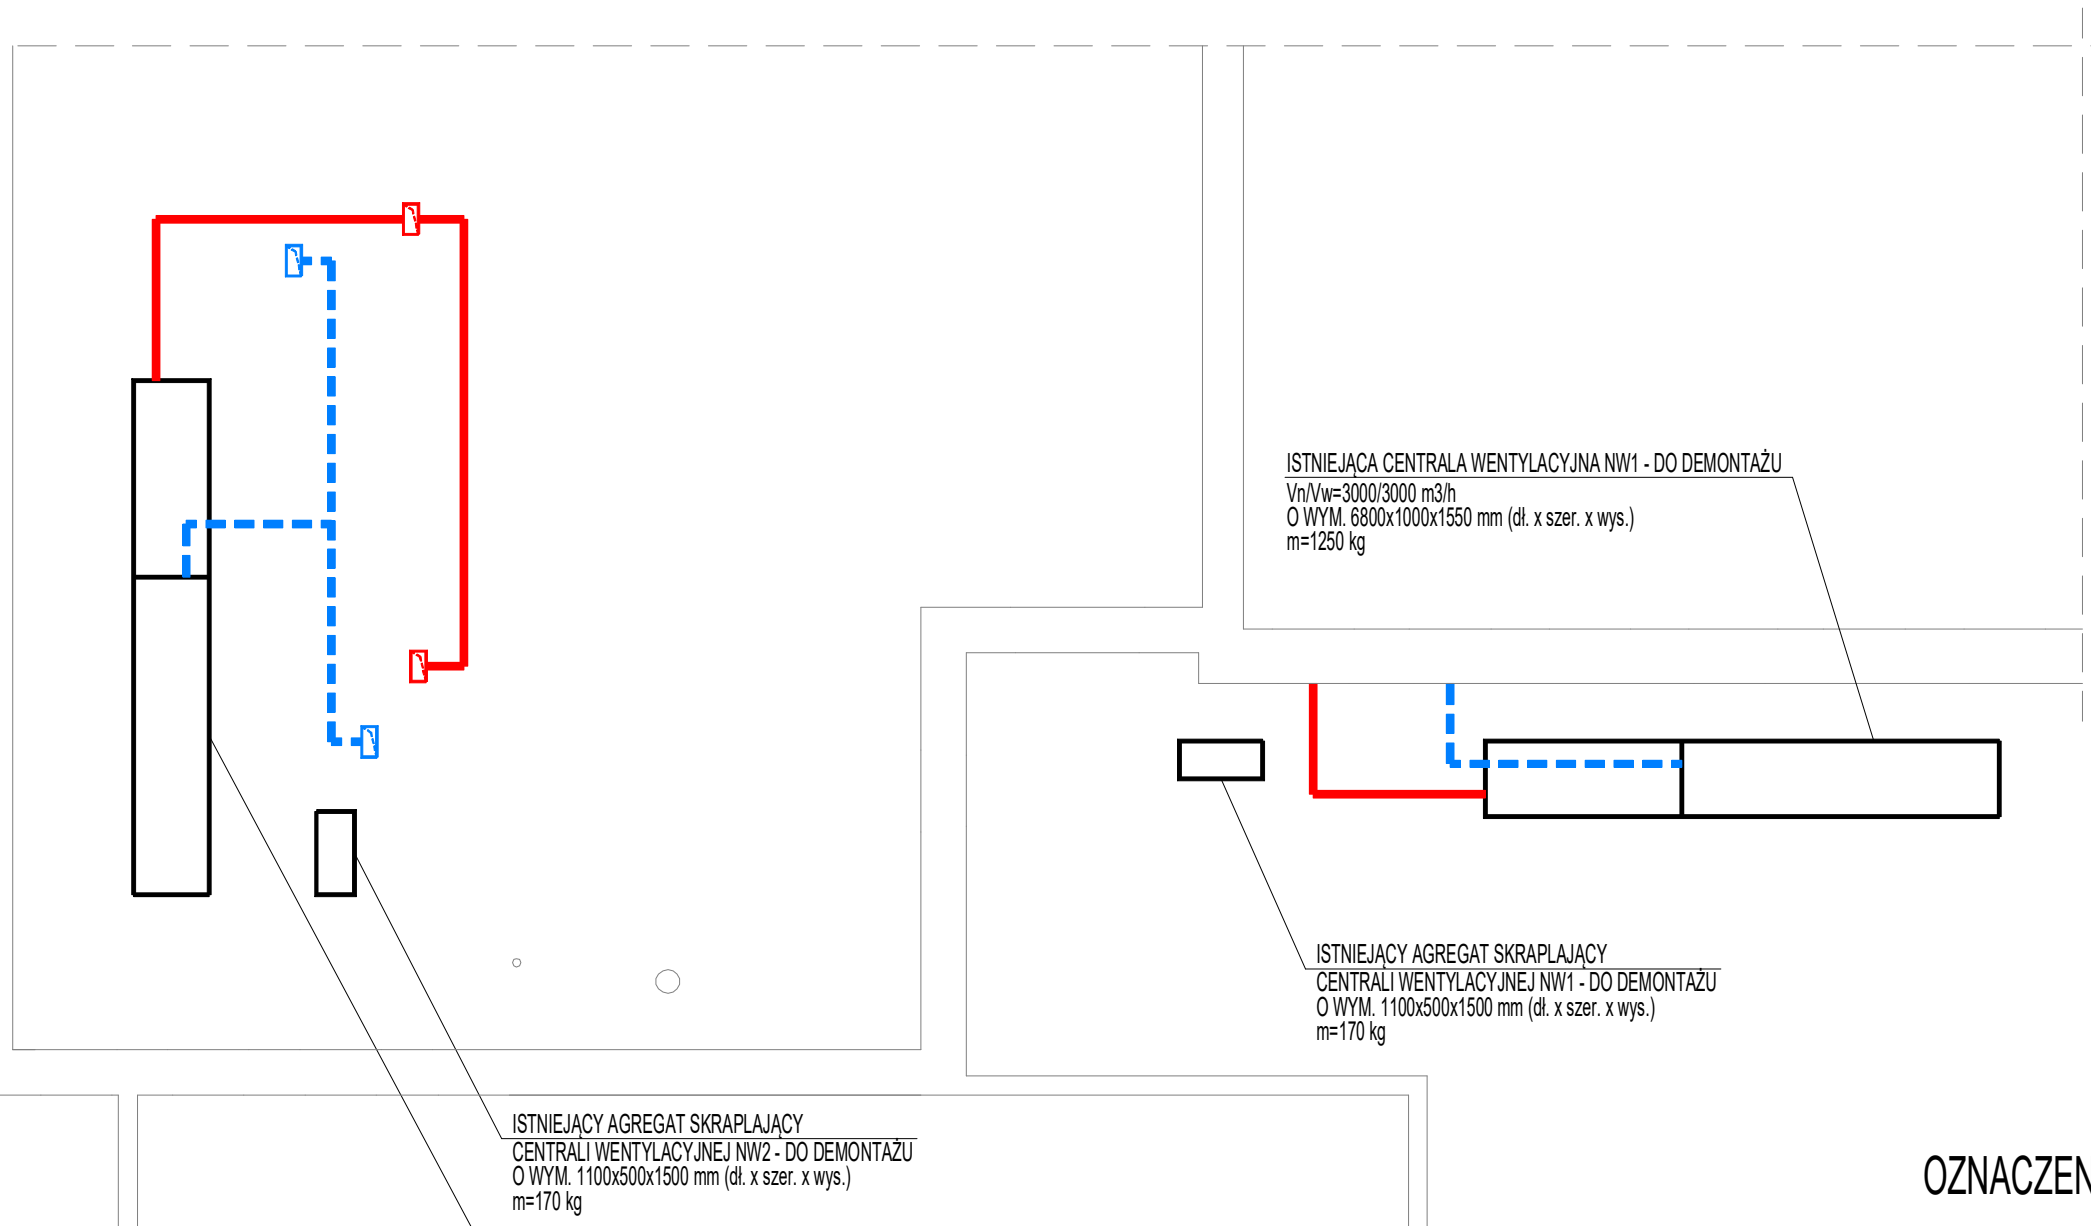 ISTNIEJĄCA CENTRALA WENTYLACYJNA NW1 - DO DEMONTAŻU
Vn/Vw=3000/3000 m3/h
O WYM. 6800x1000x1550 mm (dł. x szer. x wys.)
m=1250 kg
ISTNIEJĄCY AGREGAT SKRAPLAJĄCY
CENTRALI WENTYLACYJNEJ NW1 - DO DEMONTAŻU
O WYM. 1100x500x1500 mm (dł. x szer. x wys.)
m=170 kg
ISTNIEJĄCY AGREGAT SKRAPLAJĄCY
CENTRALI WENTYLACYJNEJ NW2 - DO DEMONTAŻU
O WYM. 1100x500x1500 mm (dł. x szer. x wys.)
m=170 kg
OZNACZEN